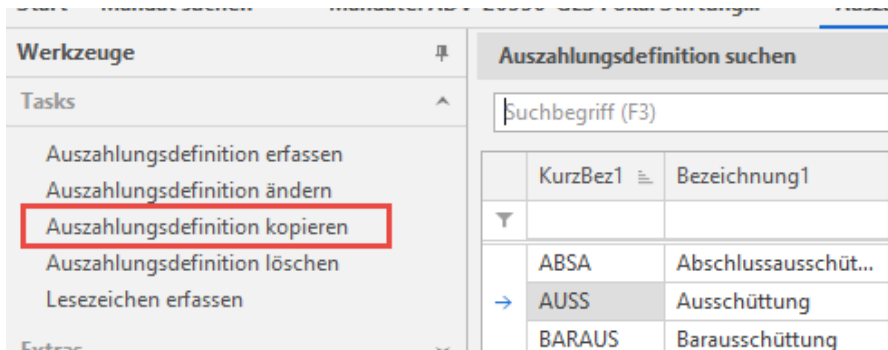 Werkzeuge
Auszahlungsdefinition suchen
Tasks
Suchbegriff (F3)
Auszahlungsdefinition erfassen
Auszahlungsdefinition ändern
Auszahlungsdefinition kopieren
Auszahlungsdefinition löschen
Lesezeichen erfassen
Extras
KurzBez1 Bezeichnung1
ABSA Abschlussausschüt...
AUSS Ausschüttung
BARAUS Barausschüttung